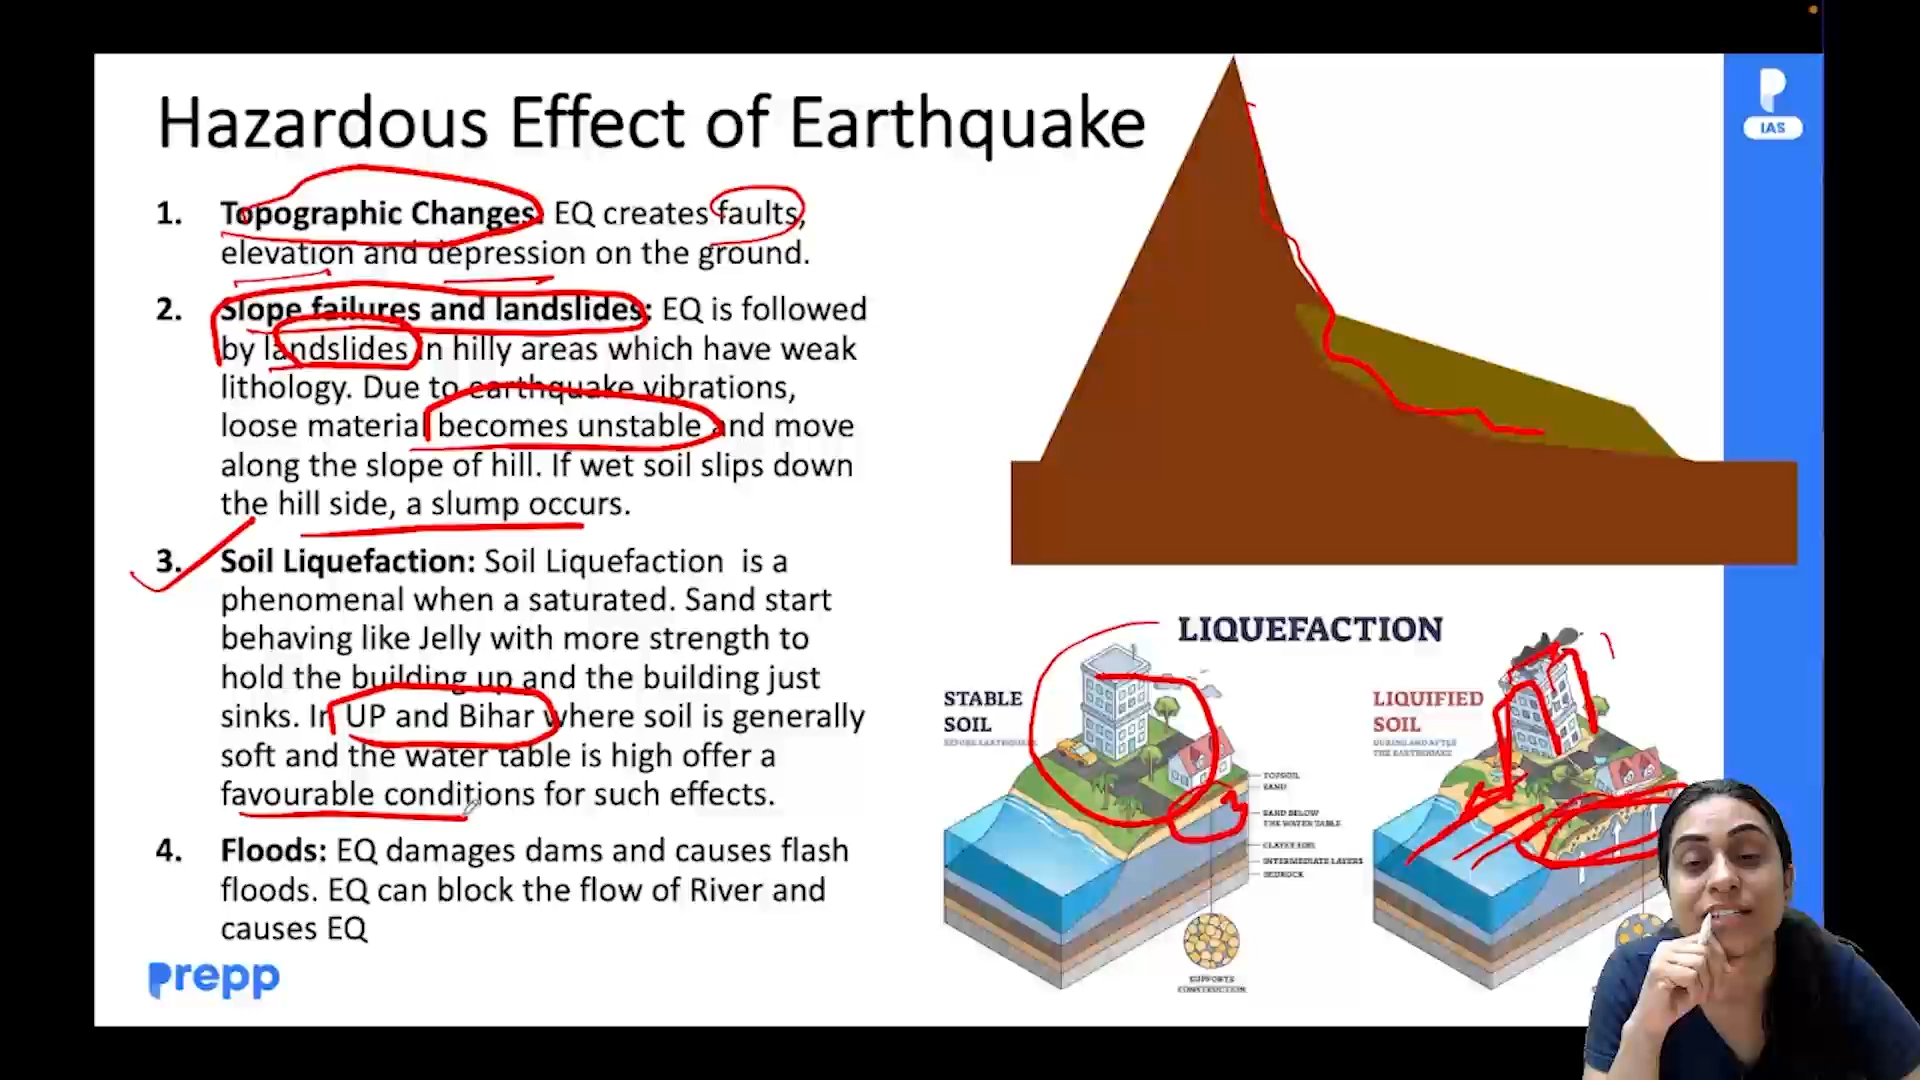 Hazardous Effect of Earthquake
P
IAS
1. Topographic Changes: EQ creates faults,
elevation and depression on the ground.
2. Slope failures and landslides: EQ is followed
by landslides in hilly areas which have weak
lithology. Due to earthquake vibrations,
loose material becomes unstable and move
along the slope of hill. If wet soil slips down
the hill side, a slump occurs.
3. Soil Liquefaction: Soil Liquefaction is a
phenomenal when a saturated. Sand start
behaving like Jelly with more strength to
hold the building up and the building just
sinks. In UP and Bihar where soil is generally
soft and the water table is high offer a
favourable conditions for such effects.
4. Floods: EQ damages dams and causes flash
floods. EQ can block the flow of River and
causes EQ
prepp
LIQUEFACTION
STABLE
SOIL
BEFORE EARTHQUAKE
TOPSOIL
SAND
SAND BELOW
THE WATER TABLE
CLAYEY SOIL
INTERMEDIATE LAYERS
BEDROCK
SUPPORTS
CONSTRUCTION
LIQUIFIED
SOIL
DURING AND AFTER
THE EARTHQUAKE